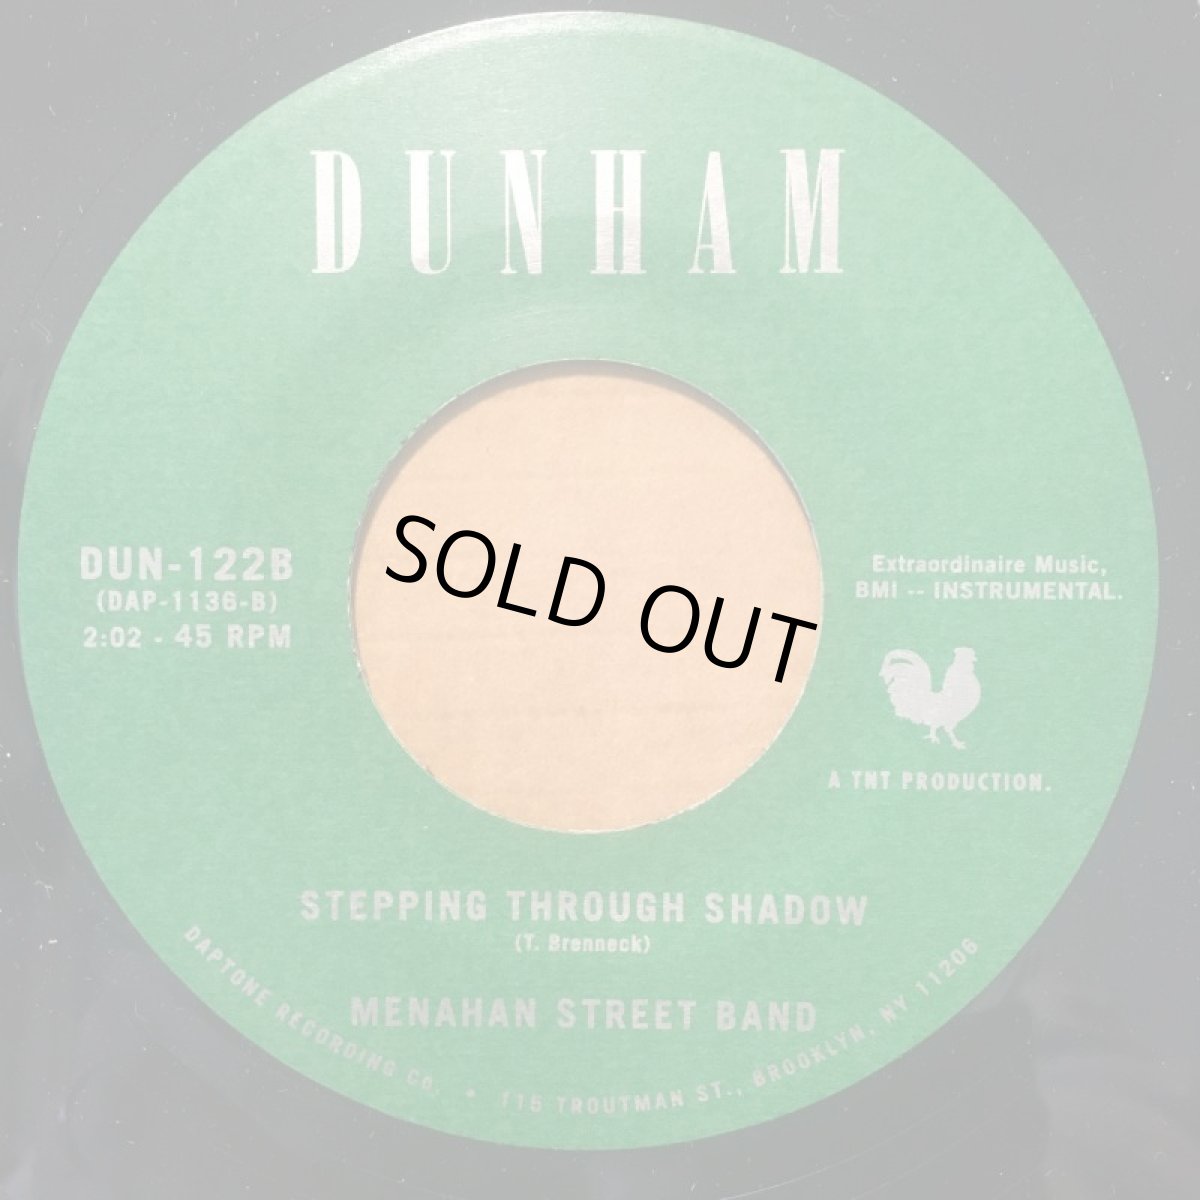 DUNHAM
DUN-122B
(DAP-1136-B)
2:02 - 45 RPM
Extraordinaire Music,
BMI -- INSTRUMENTAL.
SOLD OUT
A TNT PRODUCTION.
STEPPING THROUGH SHADOW
(T. Brenneck)
MENAHAN STREET BAND
DAPTONE RECORDING CO. • 115 TROUTMAN ST., BROOKLYN, NY 11206